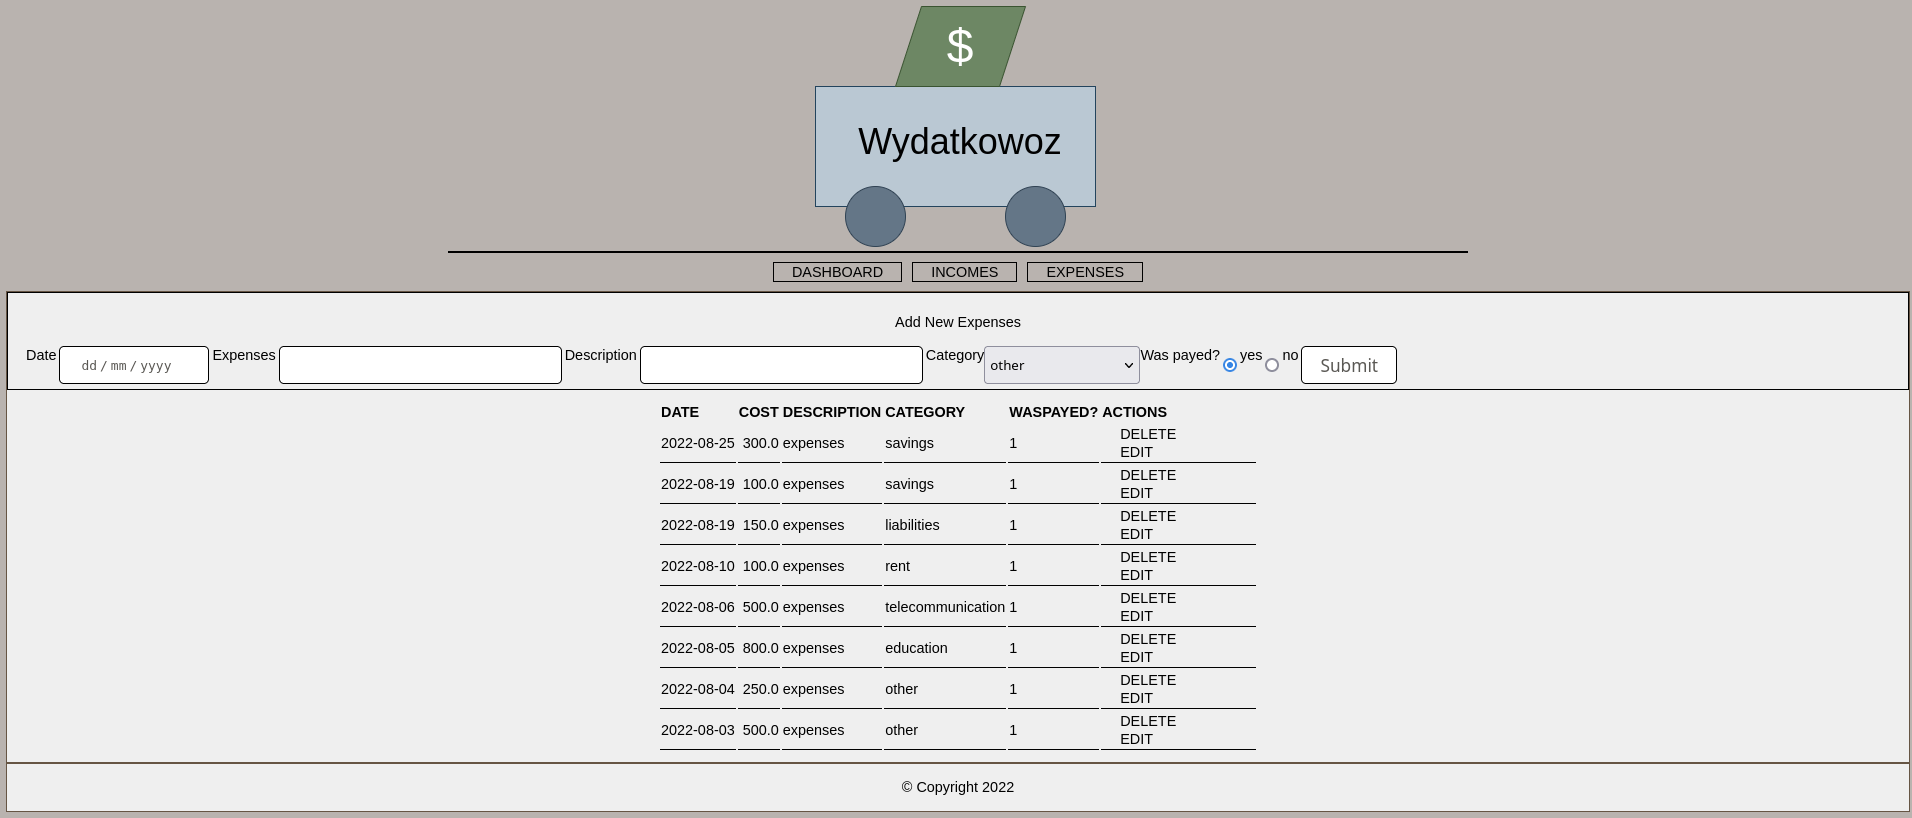 $
Wydatkowoz
DASHBOARD INCOMES EXPENSES
Add New Expenses
Date dd / mm / yyyy Expenses Description Category other Was payed? yes no Submit
DATE COST DESCRIPTION CATEGORY WASPAYED? ACTIONS
2022-08-25 300.0 expenses savings 1 DELETE
EDIT
2022-08-19 100.0 expenses savings 1 DELETE
EDIT
2022-08-19 150.0 expenses liabilities 1 DELETE
EDIT
2022-08-10 100.0 expenses rent 1 DELETE
EDIT
2022-08-06 500.0 expenses telecommunication 1 DELETE
EDIT
2022-08-05 800.0 expenses education 1 DELETE
EDIT
2022-08-04 250.0 expenses other 1 DELETE
EDIT
2022-08-03 500.0 expenses other 1 DELETE
EDIT
© Copyright 2022